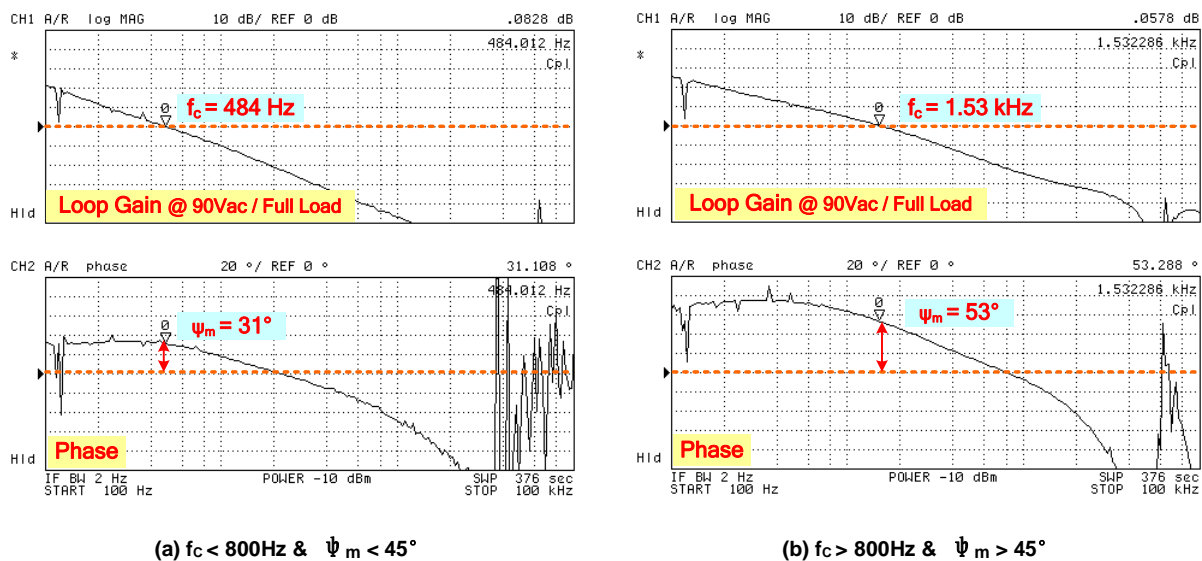 CH1 A/R log MAG 10 dB/ REF 0 dB .0828 dB
484.012 Hz
*
Cpl
0
fc = 484 Hz
Loop Gain @ 90Vac / Full Load
Hld
CH2 A/R phase 20 °/ REF 0 ° 31.108 °
484.012 Hz
Cpl
0
ψm = 31°
Phase
Hld
IF BW 2 Hz POWER -10 dBm SWP 376 sec
START 100 Hz STOP 100 kHz
(a) fc < 800Hz & ψm < 45°
CH1 A/R log MAG 10 dB/ REF 0 dB .0578 dB
1.532286 kHz
*
Cpl
0
fc = 1.53 kHz
Loop Gain @ 90Vac / Full Load
Hld
CH2 A/R phase 20 °/ REF 0 ° 53.288 °
1.532286 kHz
Cpl
0
ψm = 53°
Phase
Hld
IF BW 2 Hz POWER -10 dBm SWP 376 sec
START 100 Hz STOP 100 kHz
(b) fc > 800Hz & ψm > 45°